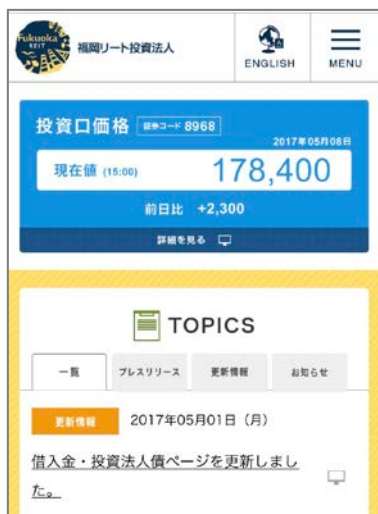 Fukuoka
REIT
福岡リート投資法人
ENGLISH
MENU
投資口価格 証券コード 8968
2017年05月08日
現在値 (15:00) 178,400
前日比 +2,300
詳細を見る
TOPICS
一覧 プレスリリース 更新情報 お知らせ
更新情報 2017年05月01日（月）
借入金・投資法人債ページを更新しまし
た。